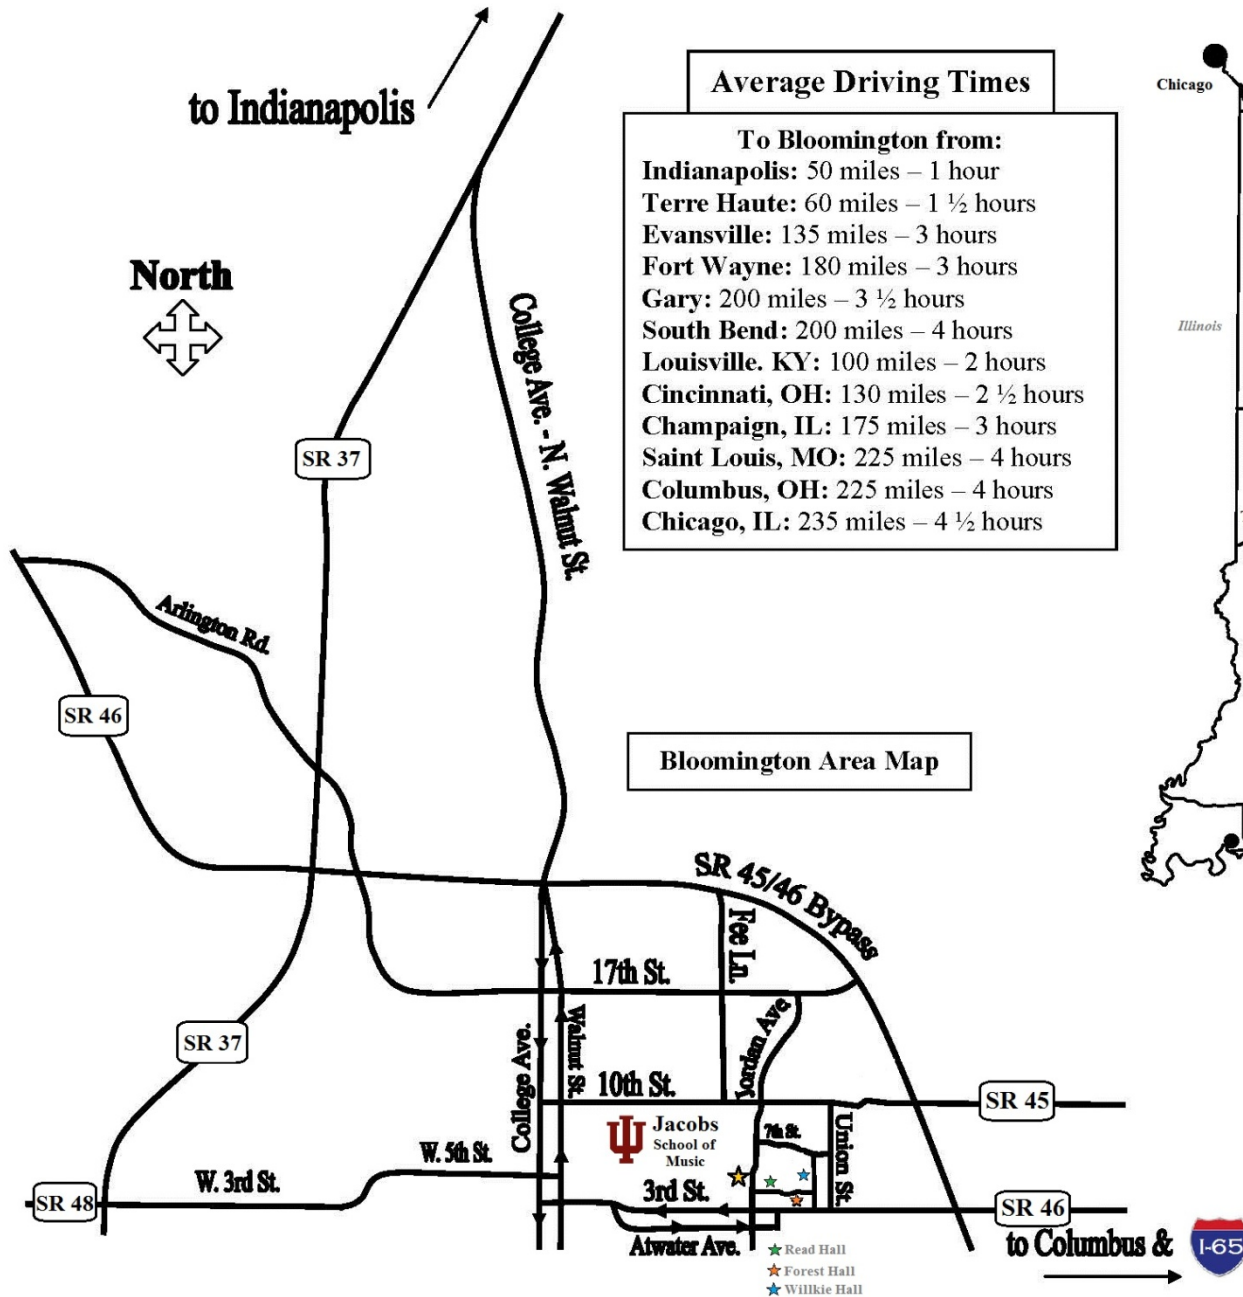 to Indianapolis
Average Driving Times
To Bloomington from:
Indianapolis: 50 miles – 1 hour
Terre Haute: 60 miles – 1 ½ hours
Evansville: 135 miles – 3 hours
Fort Wayne: 180 miles – 3 hours
Gary: 200 miles – 3 ½ hours
South Bend: 200 miles – 4 hours
Louisville. KY: 100 miles – 2 hours
Cincinnati, OH: 130 miles – 2 ½ hours
Champaign, IL: 175 miles – 3 hours
Saint Louis, MO: 225 miles – 4 hours
Columbus, OH: 225 miles – 4 hours
Chicago, IL: 235 miles – 4 ½ hours
Chicago
Illinois
North
College Ave. - N. Walnut St.
SR 37
Arlington Rd.
SR 46
Bloomington Area Map
SR 45/46 Bypass
Fee Ln.
17th St.
Jordan Ave
College Ave.
Walnut St.
SR 37
10th St.
SR 45
Jacobs
School of
Music
7th St.
Union St.
W. 5th St.
W. 3rd St.
SR 48
3rd St.
SR 46
Atwater Ave.
to Columbus &
I-65
Read Hall
Forest Hall
Willkie Hall